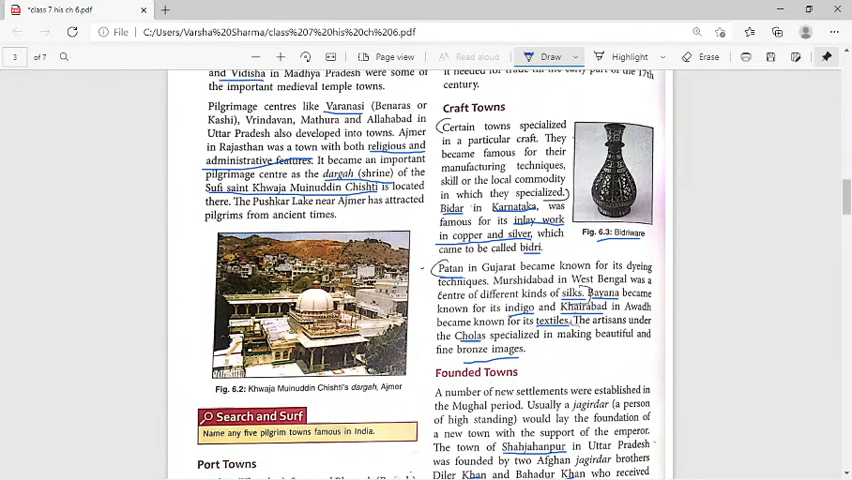 *class 7 his ch 6.pdf
File
C:/Users/Varsha%20Sharma/class%207%20his%20ch%206.pdf
3
of 7
Page view
Read aloud
Draw
Highlight
Erase
and Vidisha in Madhya Pradesh were some of
the important medieval temple towns.
Pilgrimage centres like Varanasi (Benaras or
Kashi), Vrindavan, Mathura and Allahabad in
Uttar Pradesh also developed into towns. Ajmer
in Rajasthan was a town with both religious and
administrative features. It became an important
pilgrimage centre as the dargah (shrine) of the
Sufi saint Khwaja Muinuddin Chishti is located
there. The Pushkar Lake near Ajmer has attracted
pilgrims from ancient times.
Fig. 6.2: Khwaja Muinuddin Chishti's dargah, Ajmer
Search and Surf
Name any five pilgrim towns famous in India.
Port Towns
it needed for trade till the early part of the 17th
century.
Craft Towns
Certain towns specialized
in a particular craft. They
became famous for their
manufacturing techniques,
skill or the local commodity
in which they specialized.
Bidar in Karnataka, was
famous for its inlay work
in copper and silver, which
came to be called bidri.
Fig. 6.3: Bidriware
Patan in Gujarat became known for its dyeing
techniques. Murshidabad in West Bengal was a
centre of different kinds of silks. Bayana became
known for its indigo and Khairabad in Awadh
became known for its textiles. The artisans under
the Cholas specialized in making beautiful and
fine bronze images.
Founded Towns
A number of new settlements were established in
the Mughal period. Usually a jagirdar (a person
of high standing) would lay the foundation of
a new town with the support of the emperor.
The town of Shahjahanpur in Uttar Pradesh
was founded by two Afghan jagirdar brothers
Diler Khan and Bahadur Khan who received